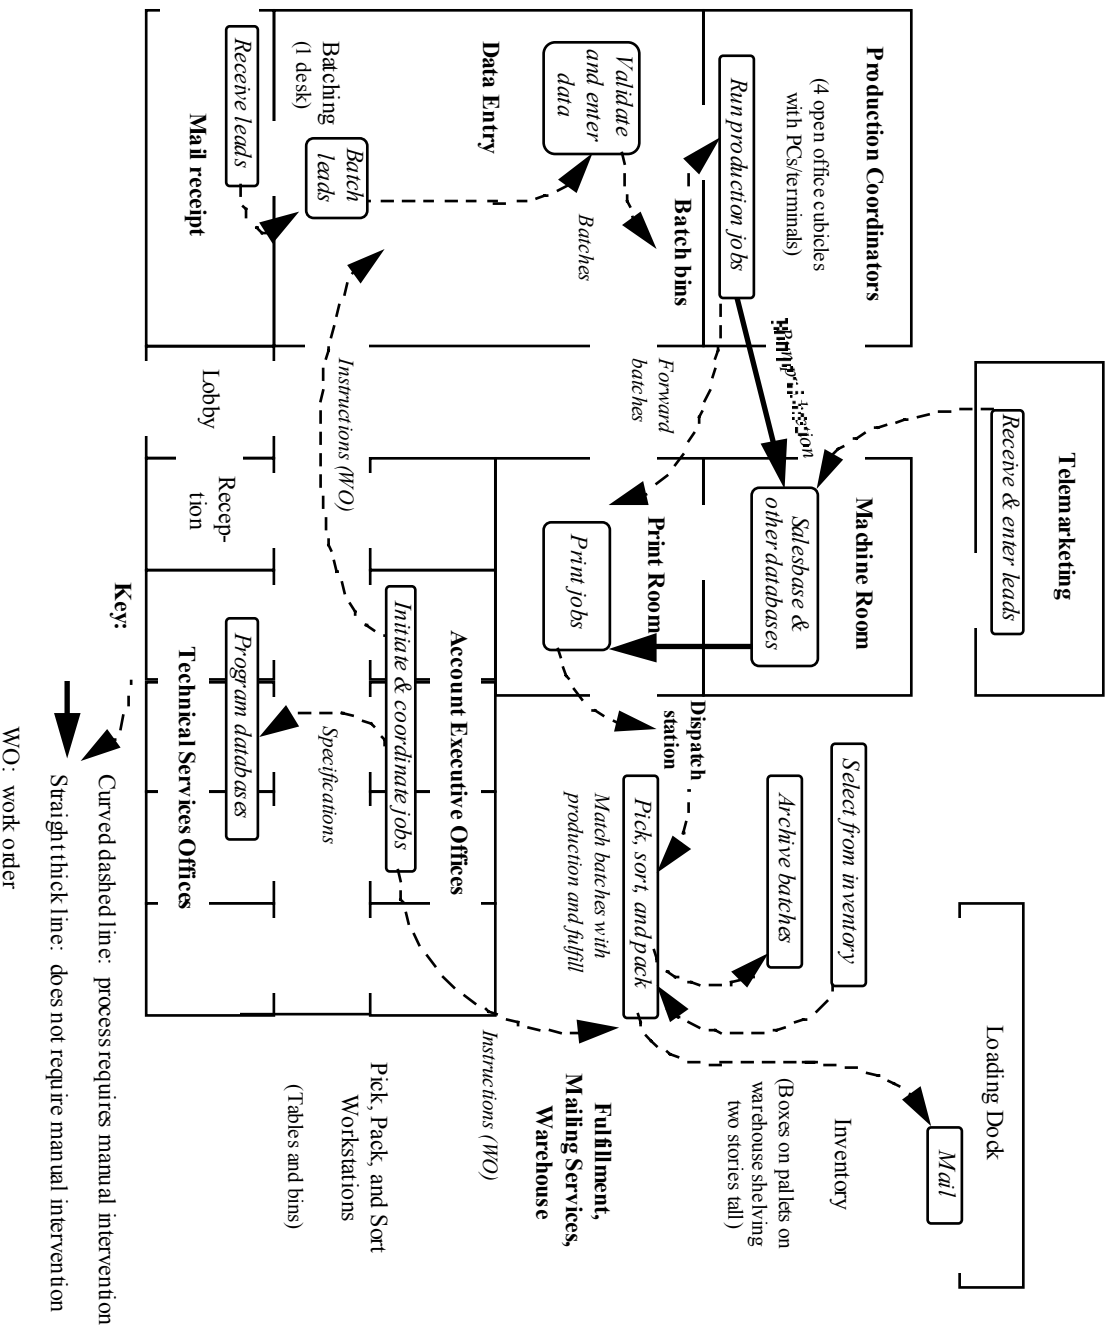 Telemarketing
Receive & enter leads
Loading Dock
Mail
Production Coordinators
(4 open office cubicles
with PCs/terminals)
Run production jobs
Machine Room
Salesbase &
other databases
Select from inventory
Archive batches
Inventory
(Boxes on pallets on
warehouse shelving
two stories tall)
Batch bins
Validate
and enter
data
Batches
Data Entry
Forward
batches
Print Room
Print jobs
Dispatch
station
Pick, sort, and pack
Match batches with
production and fulfill
Fulfillment,
Mailing Services,
Warehouse
Instructions (WO)
Batching
(1 desk)
Batch
leads
Instructions (WO)
Account Executive Offices
Initiate & coordinate jobs
Specifications
Pick, Pack, and Sort
Workstations
(Tables and bins)
Receive leads
Mail receipt
Lobby
Recep-
tion
Program databases
Technical Services Offices
Key:
Curved dashed line: process requires manual intervention
Straight thick line: does not require manual intervention
WO: work order